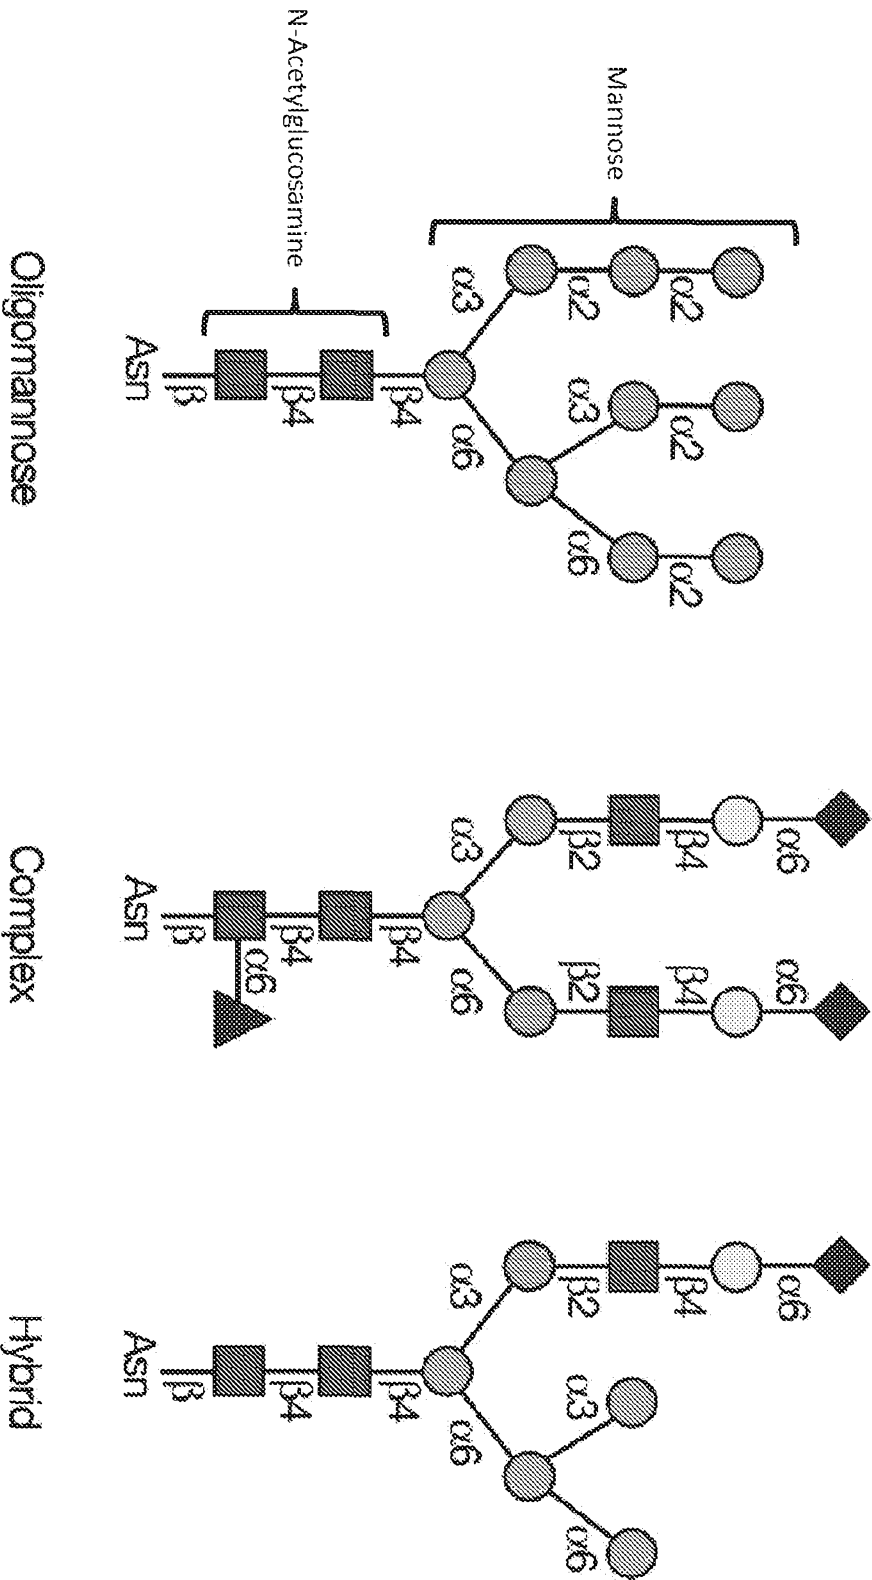 α6 α6 α6
α2 α2 α2 β4 β4 β4
Mannose
α2 α3 α6 β2 β2 β2 α3 α6
α3 α6 α3 α6 α3 α6
β4 β4 β4
N-Acetylglucosamine
β4 β4 β4
α6
β β β
Asn Asn Asn
Oligomannose Complex Hybrid